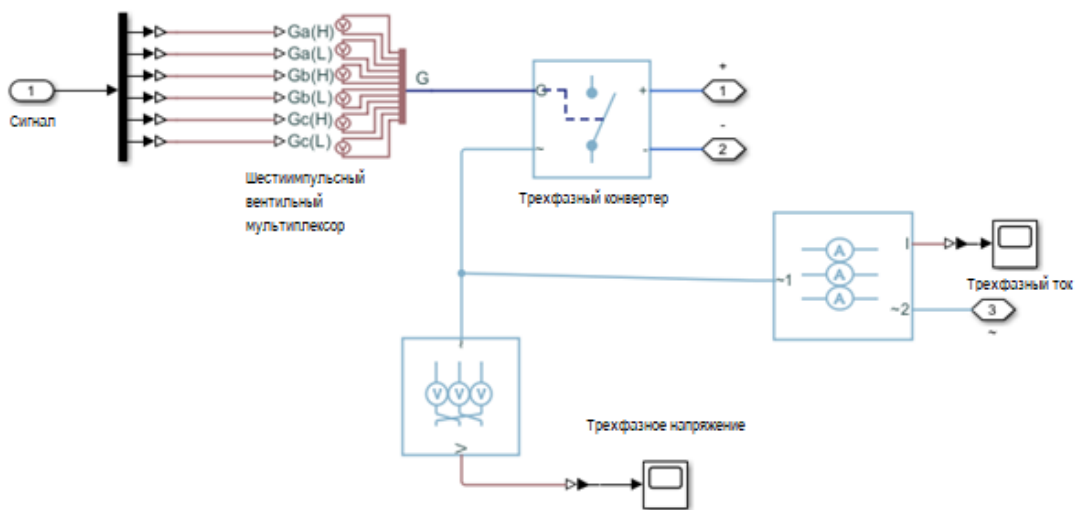 1
Сигнал
Ga(H)
Ga(L)
Gb(H)
Gb(L)
Gc(H)
Gc(L)
G
Шестиимпульсный
вентильный
мультиплексор
G
~
+
-
Трехфазный конвертер
+
1
-
2
~1
A
A
A
I
~2
Трехфазный ток
3
~
~
V V V
V
Трехфазное напряжение